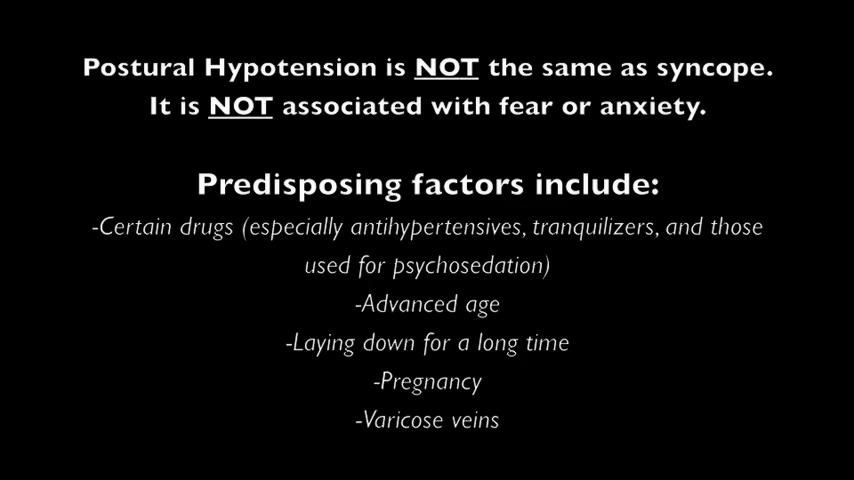 Postural Hypotension is NOT the same as syncope.
It is NOT associated with fear or anxiety.
Predisposing factors include:
-Certain drugs (especially antihypertensives, tranquilizers, and those
used for psychosedation)
-Advanced age
-Laying down for a long time
-Pregnancy
-Varicose veins